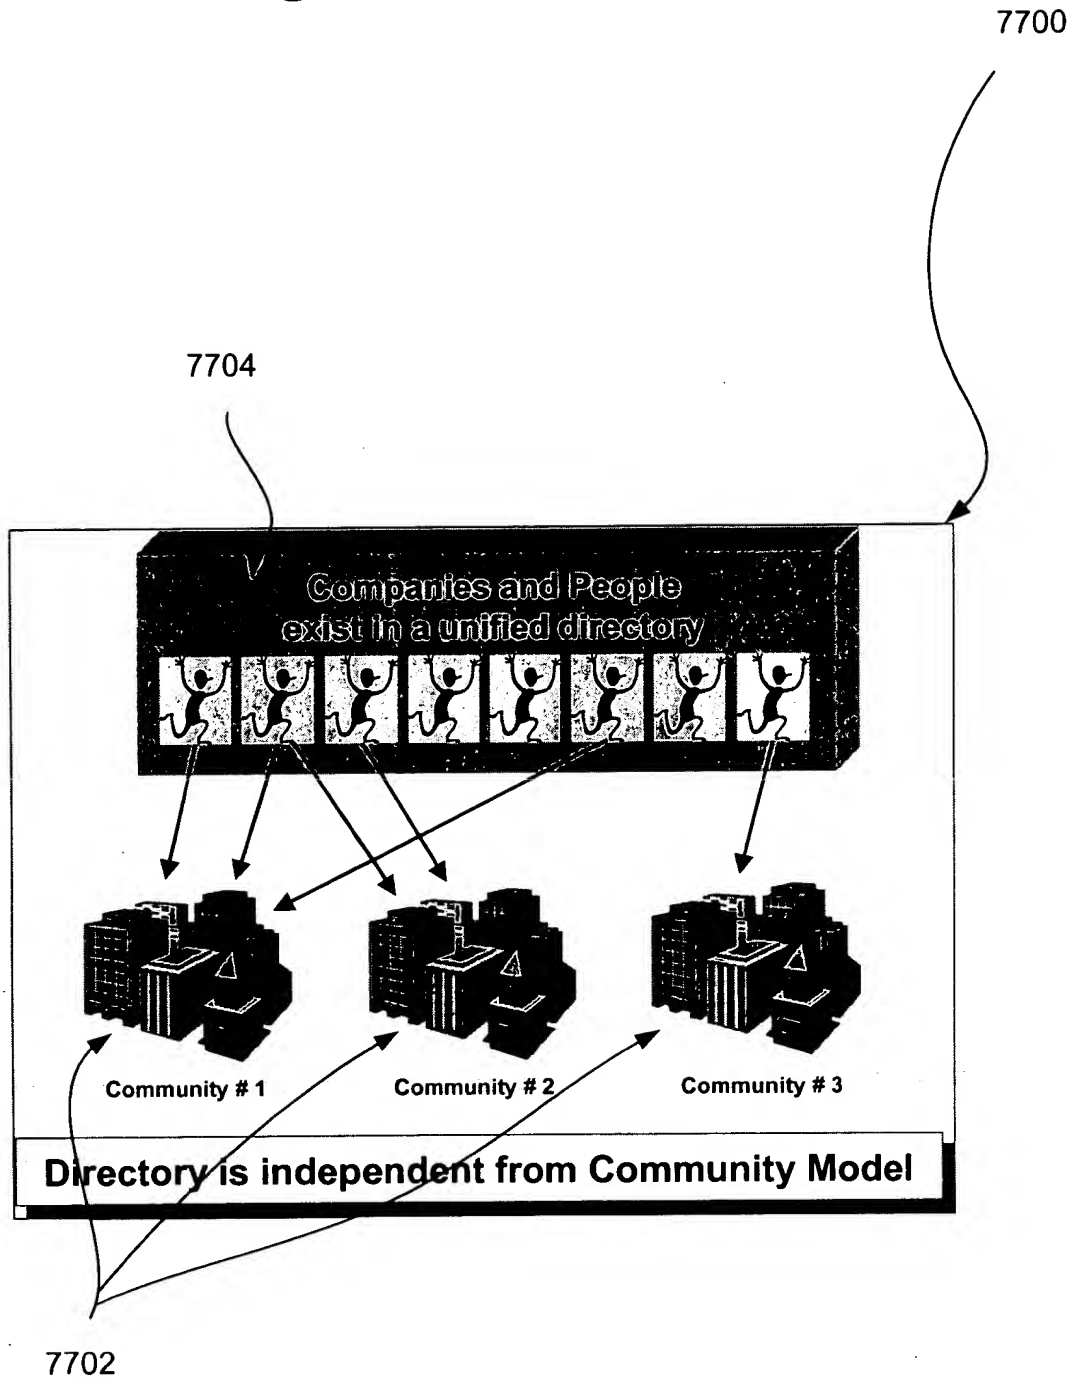 7700
7704
Companies and People
exist in a unified directory
Community # 1
Community # 2
Community # 3
Directory is independent from Community Model
7702